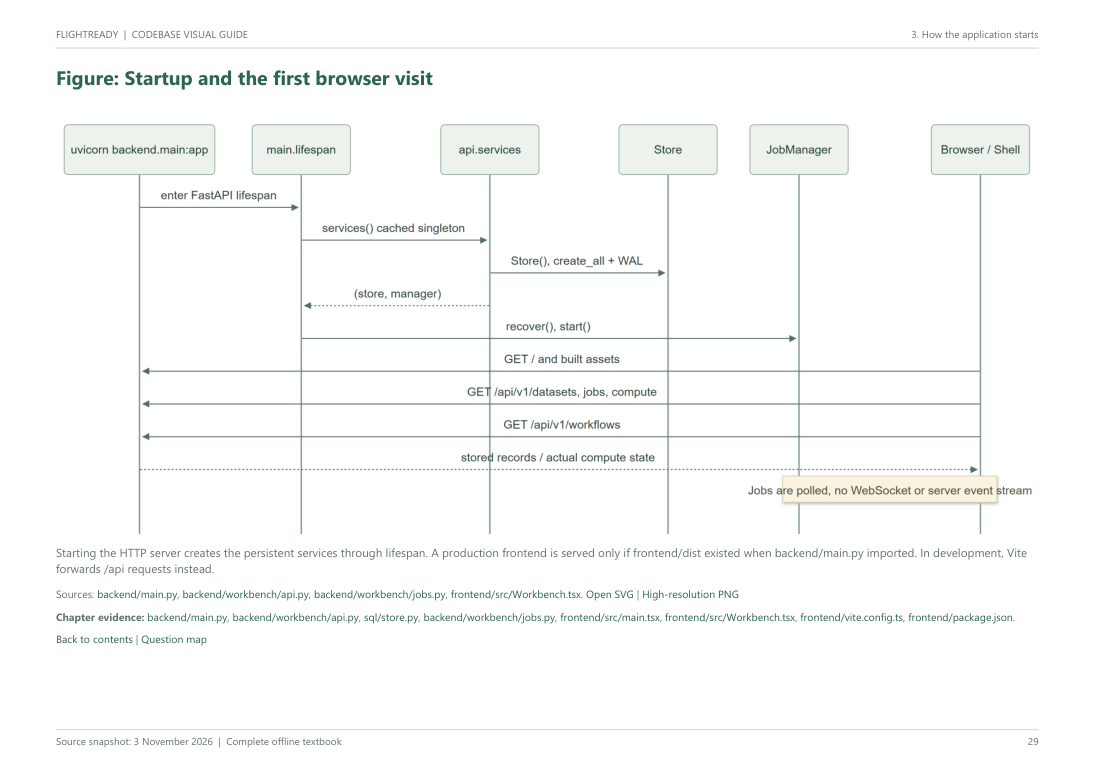 FLIGHTREADY | CODEBASE VISUAL GUIDE
3. How the application starts
Figure: Startup and the first browser visit
uvicorn backend.main:app
main.lifespan
api.services
Store
JobManager
Browser / Shell
enter FastAPI lifespan
services() cached singleton
Store(), create_all + WAL
(store, manager)
recover(), start()
GET / and built assets
GET /api/v1/datasets, jobs, compute
GET /api/v1/workflows
stored records / actual compute state
Jobs are polled, no WebSocket or server event stream
Starting the HTTP server creates the persistent services through lifespan. A production frontend is served only if frontend/dist existed when backend/main.py imported. In development, Vite
forwards /api requests instead.
Sources: backend/main.py, backend/workbench/api.py, backend/workbench/jobs.py, frontend/src/Workbench.tsx. Open SVG | High-resolution PNG
Chapter evidence: backend/main.py, backend/workbench/api.py, sql/store.py, backend/workbench/jobs.py, frontend/src/main.tsx, frontend/src/Workbench.tsx, frontend/vite.config.ts, frontend/package.json.
Back to contents | Question map
Source snapshot: 3 November 2026 | Complete offline textbook
29